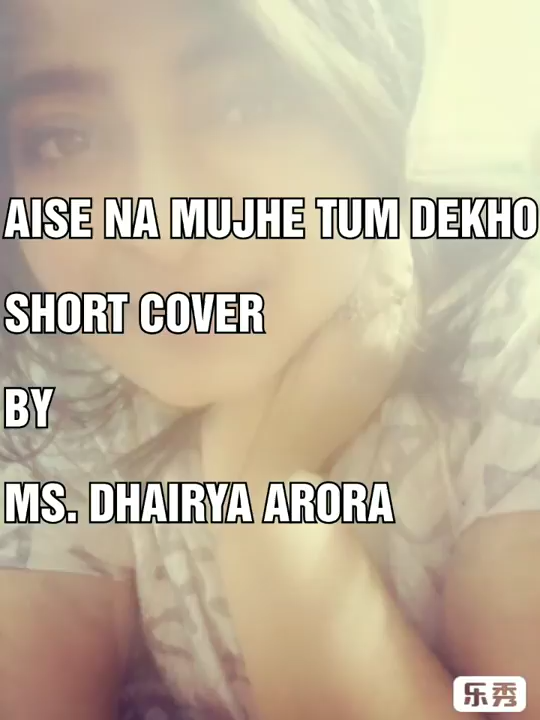 AISE NA MUJHE TUM DEKHO
SHORT COVER
BY
MS. DHAIRYA ARORA
乐秀